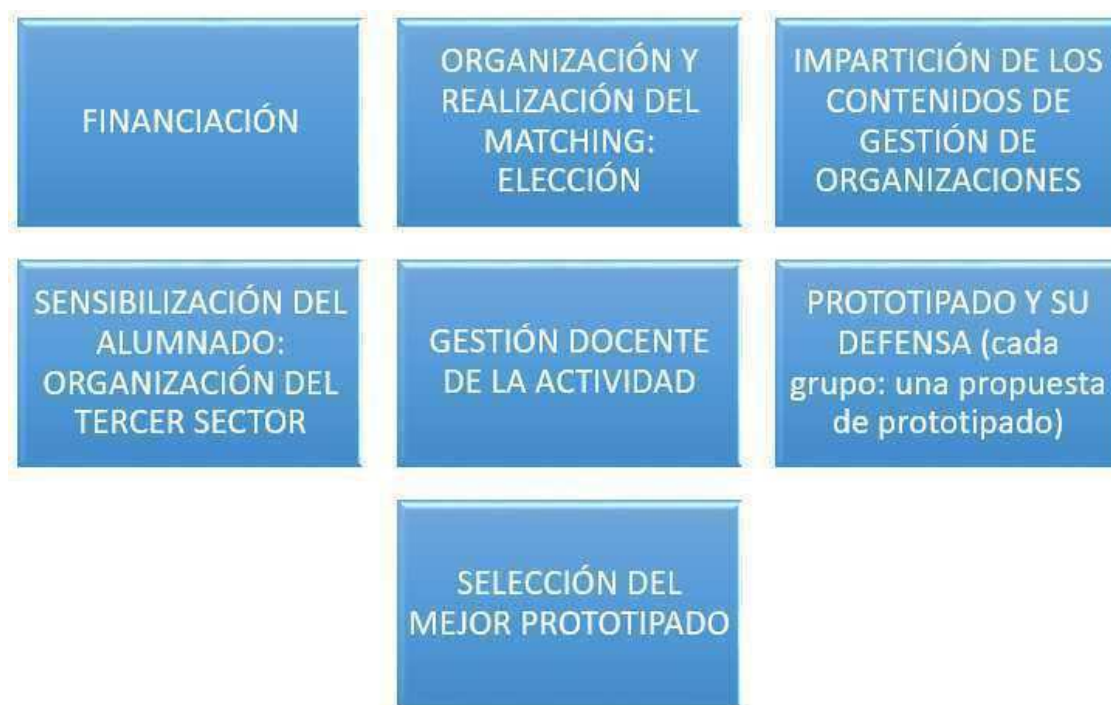 FINANCIACIÓN
ORGANIZACIÓN Y
REALIZACIÓN DEL
MATCHING:
ELECCIÓN
IMPARTICIÓN DE LOS
CONTENIDOS DE
GESTIÓN DE
ORGANIZACIONES
SENSIBILIZACIÓN DEL
ALUMNADO:
ORGANIZACIÓN DEL
TERCER SECTOR
GESTIÓN DOCENTE
DE LA ACTIVIDAD
PROTOTIPADO Y SU
DEFENSA (cada
grupo: una propuesta
de prototipado)
SELECCIÓN DEL
MEJOR PROTOTIPADO